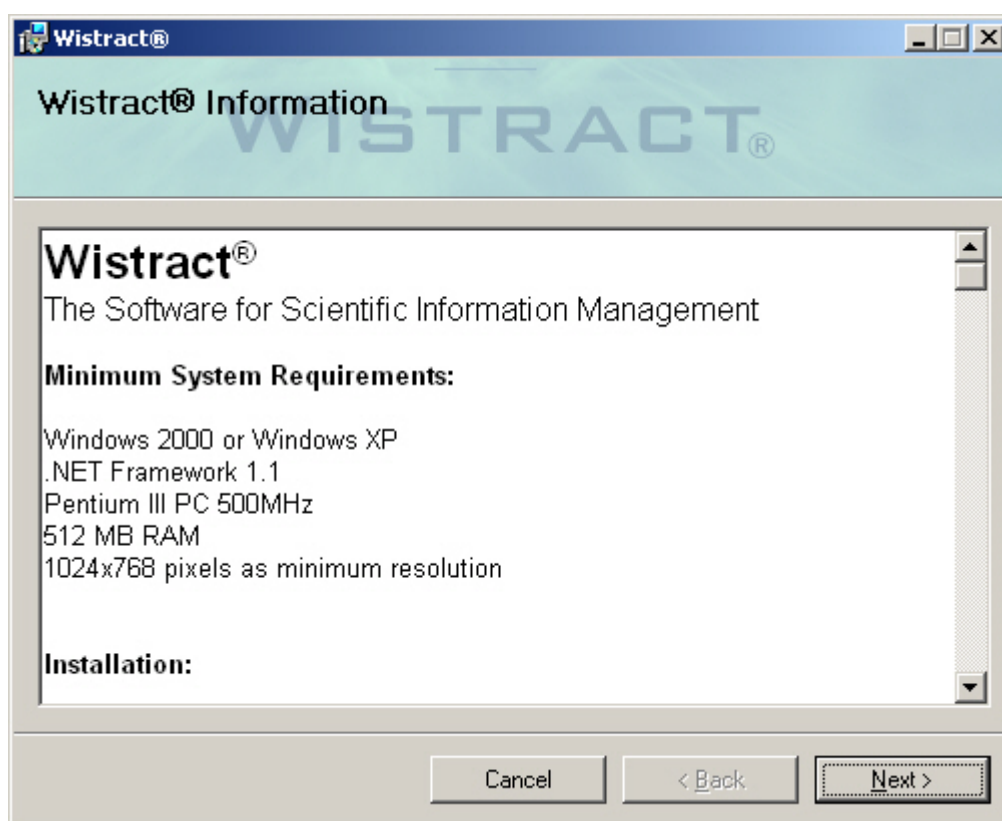 Wistract®
Wistract® Information
WISTRACT®
Wistract®
The Software for Scientific Information Management
Minimum System Requirements:
Windows 2000 or Windows XP
.NET Framework 1.1
Pentium III PC 500MHz
512 MB RAM
1024x768 pixels as minimum resolution
Installation:
Cancel < Back Next >